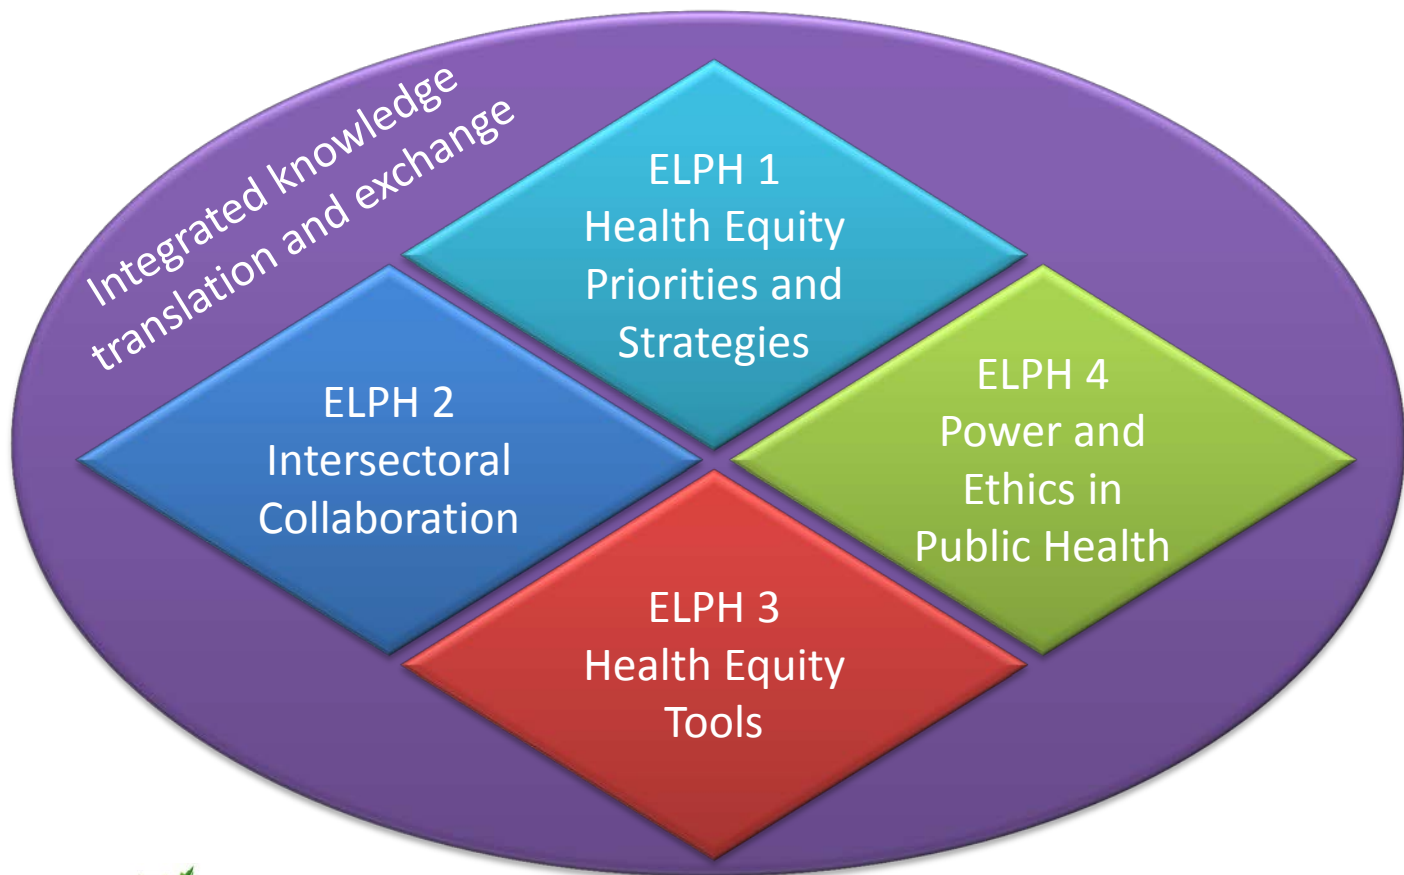 Integrated knowledge
translation and exchange
ELPH 1
Health Equity
Priorities and
Strategies
ELPH 2
Intersectoral
Collaboration
ELPH 4
Power and
Ethics in
Public Health
ELPH 3
Health Equity
Tools